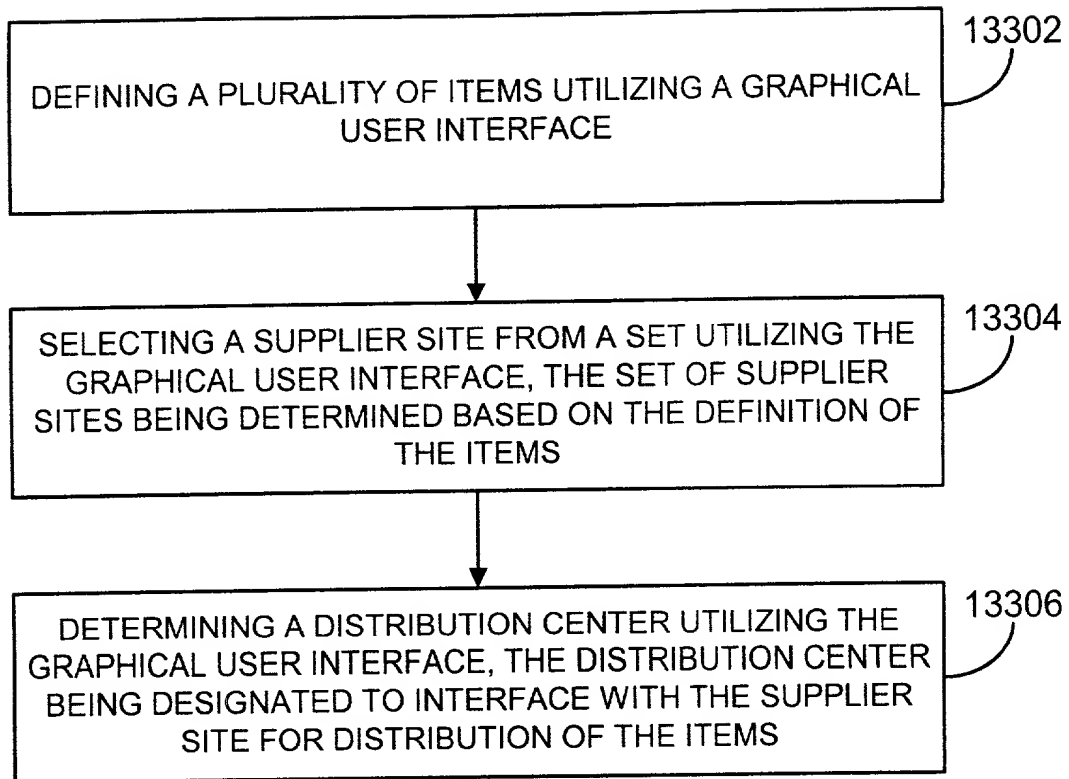 13302
DEFINING A PLURALITY OF ITEMS UTILIZING A GRAPHICAL
USER INTERFACE
13304
SELECTING A SUPPLIER SITE FROM A SET UTILIZING THE
GRAPHICAL USER INTERFACE, THE SET OF SUPPLIER
SITES BEING DETERMINED BASED ON THE DEFINITION OF
THE ITEMS
13306
DETERMINING A DISTRIBUTION CENTER UTILIZING THE
GRAPHICAL USER INTERFACE, THE DISTRIBUTION CENTER
BEING DESIGNATED TO INTERFACE WITH THE SUPPLIER
SITE FOR DISTRIBUTION OF THE ITEMS